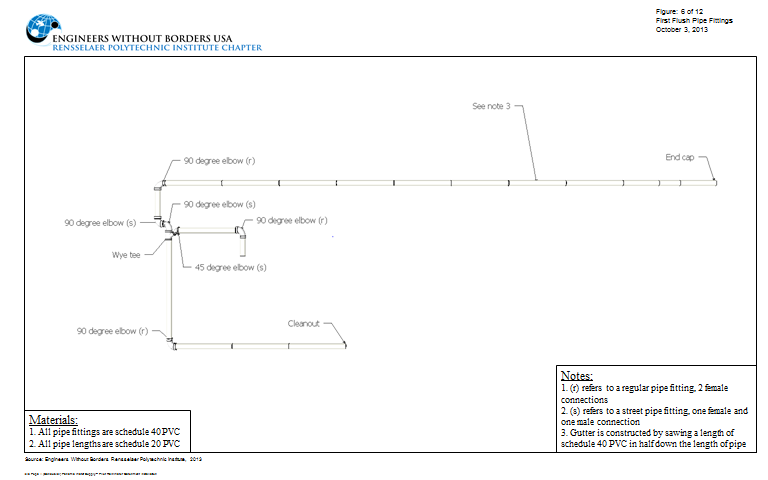 Figure: 6 of 12
First Flush Pipe Fittings
October 3, 2013
ENGINEERS WITHOUT BORDERS USA
RENSSELAER POLYTECHNIC INSTITUTE CHAPTER
See note 3
End cap
90 degree elbow (r)
90 degree elbow (s)
90 degree elbow (s)
90 degree elbow (r)
Wye tee
45 degree elbow (s)
90 degree elbow (r)
Cleanout
Notes:
1. (r) refers to a regular pipe fitting, 2 female
connections
2. (s) refers to a street pipe fitting, one female and
one male connection
3. Gutter is constructed by sawing a length of
schedule 40 PVC in half down the length of pipe
Materials:
1. All pipe fittings are schedule 40 PVC
2. All pipe lengths are schedule 20 PVC
Source: Engineers Without Borders Rensselaer Polytechnic Institute, 2013